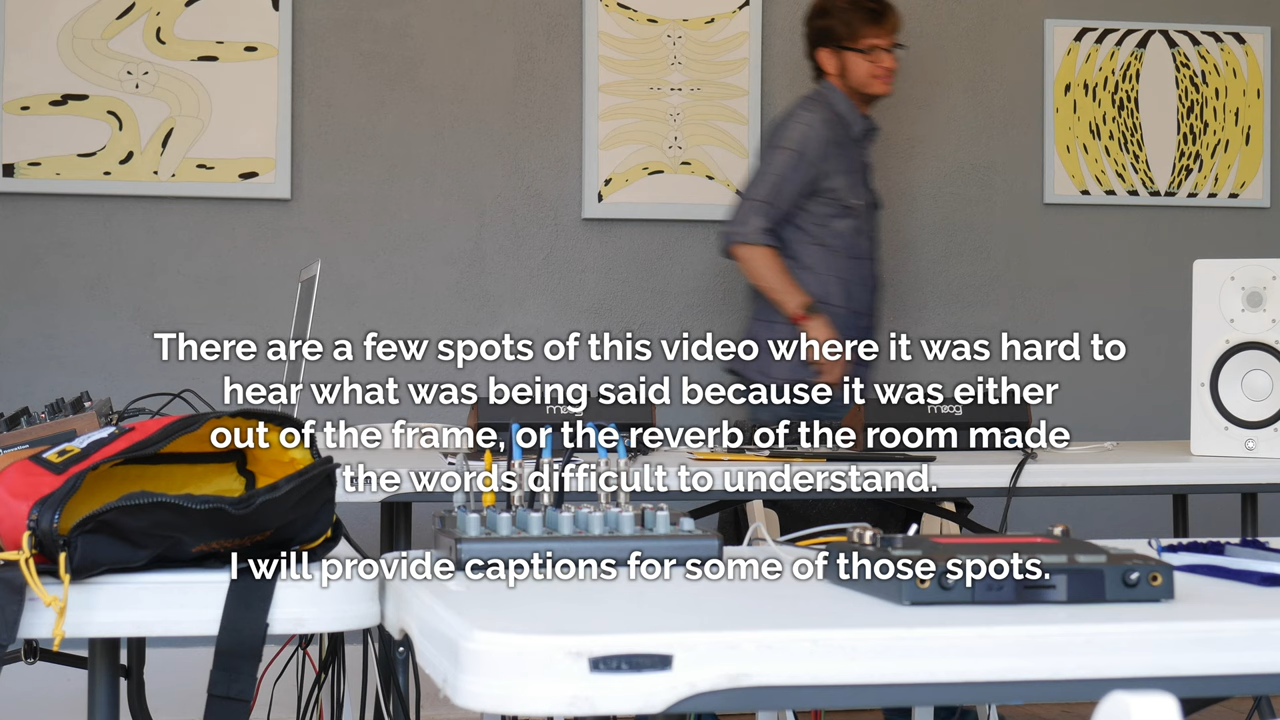 There are a few spots of this video where it was hard to
hear what was being said because it was either
moog
moog
out of the frame, or the reverb of the room made
the words difficult to understand.
I will provide captions for some of those spots.